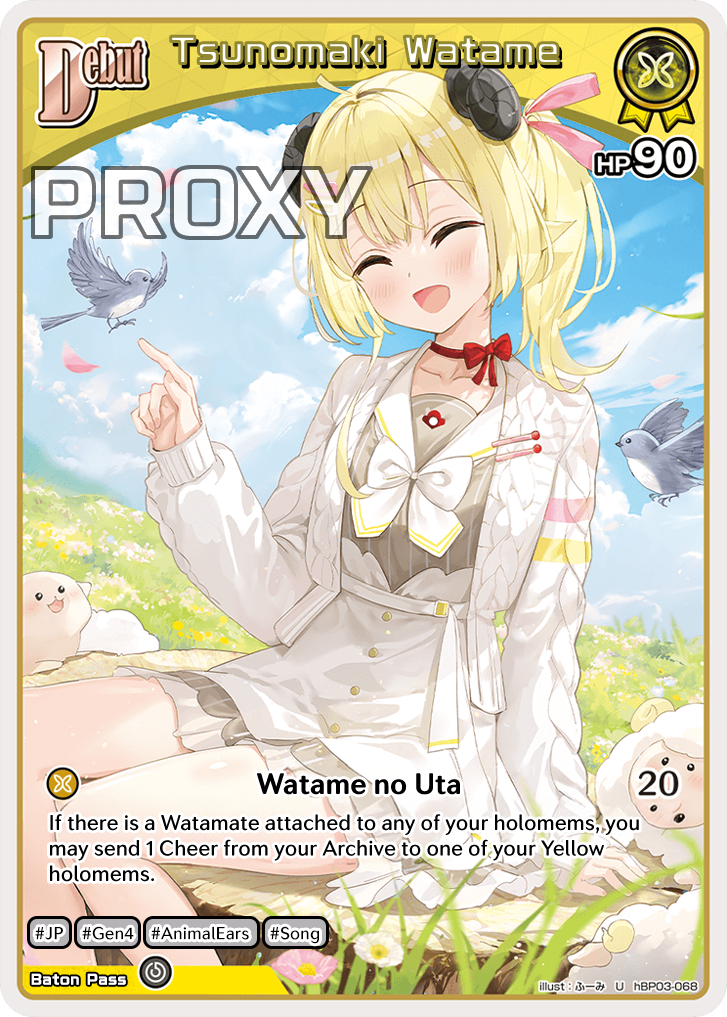 Debut
Tsunomaki Watame
HP90
PROXY
Watame no Uta
20
If there is a Watamate attached to any of your holomems, you
may send 1 Cheer from your Archive to one of your Yellow
holomems.
#JP #Gen4 #AnimalEars #Song
Baton Pass
illust : ふーみ U hBP03-068